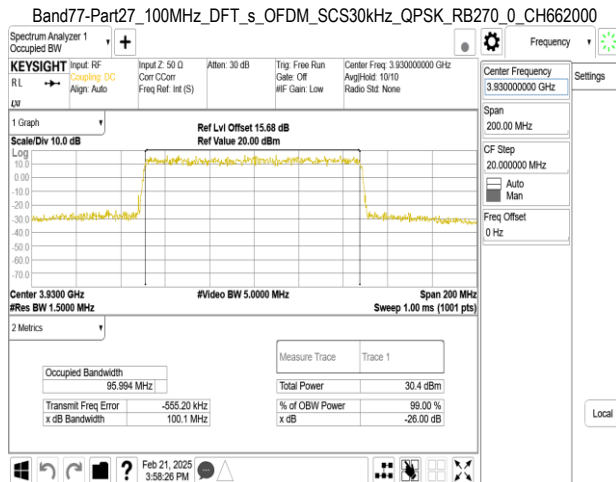 Band77-Part27_100MHz_DFT_s_OFDM_SCS30kHz_QPSK_RB270_0_CH662000
Spectrum Analyzer 1
Occupied BW
Frequency
KEYSIGHT
RL
LXI
Input: RF
Coupling: DC
Align: Auto
Input Z: 50 Ω
Corr CCorr
Freq Ref: Int (S)
Atten: 30 dB
Trig: Free Run
Gate: Off
#IF Gain: Low
Center Freq: 3.930000000 GHz
Avg|Hold: 10/10
Radio Std: None
Center Frequency
3.930000000 GHz
Settings
Span
200.00 MHz
CF Step
20.000000 MHz
Auto
Man
Freq Offset
0 Hz
Local
1 Graph
Scale/Div 10.0 dB
Ref Lvl Offset 15.68 dB
Ref Value 20.00 dBm
Log
10.0
0.00
-10.0
-20.0
-30.0
-40.0
-50.0
-60.0
-70.0
Center 3.9300 GHz
#Video BW 5.0000 MHz
Span 200 MHz
#Res BW 1.5000 MHz
Sweep 1.00 ms (1001 pts)
2 Metrics
Measure Trace Trace 1
Occupied Bandwidth
95.994 MHz
Total Power 30.4 dBm
Transmit Freq Error -555.20 kHz
% of OBW Power 99.00 %
x dB Bandwidth 100.1 MHz
x dB -26.00 dB
Feb 21, 2025
3:58:26 PM